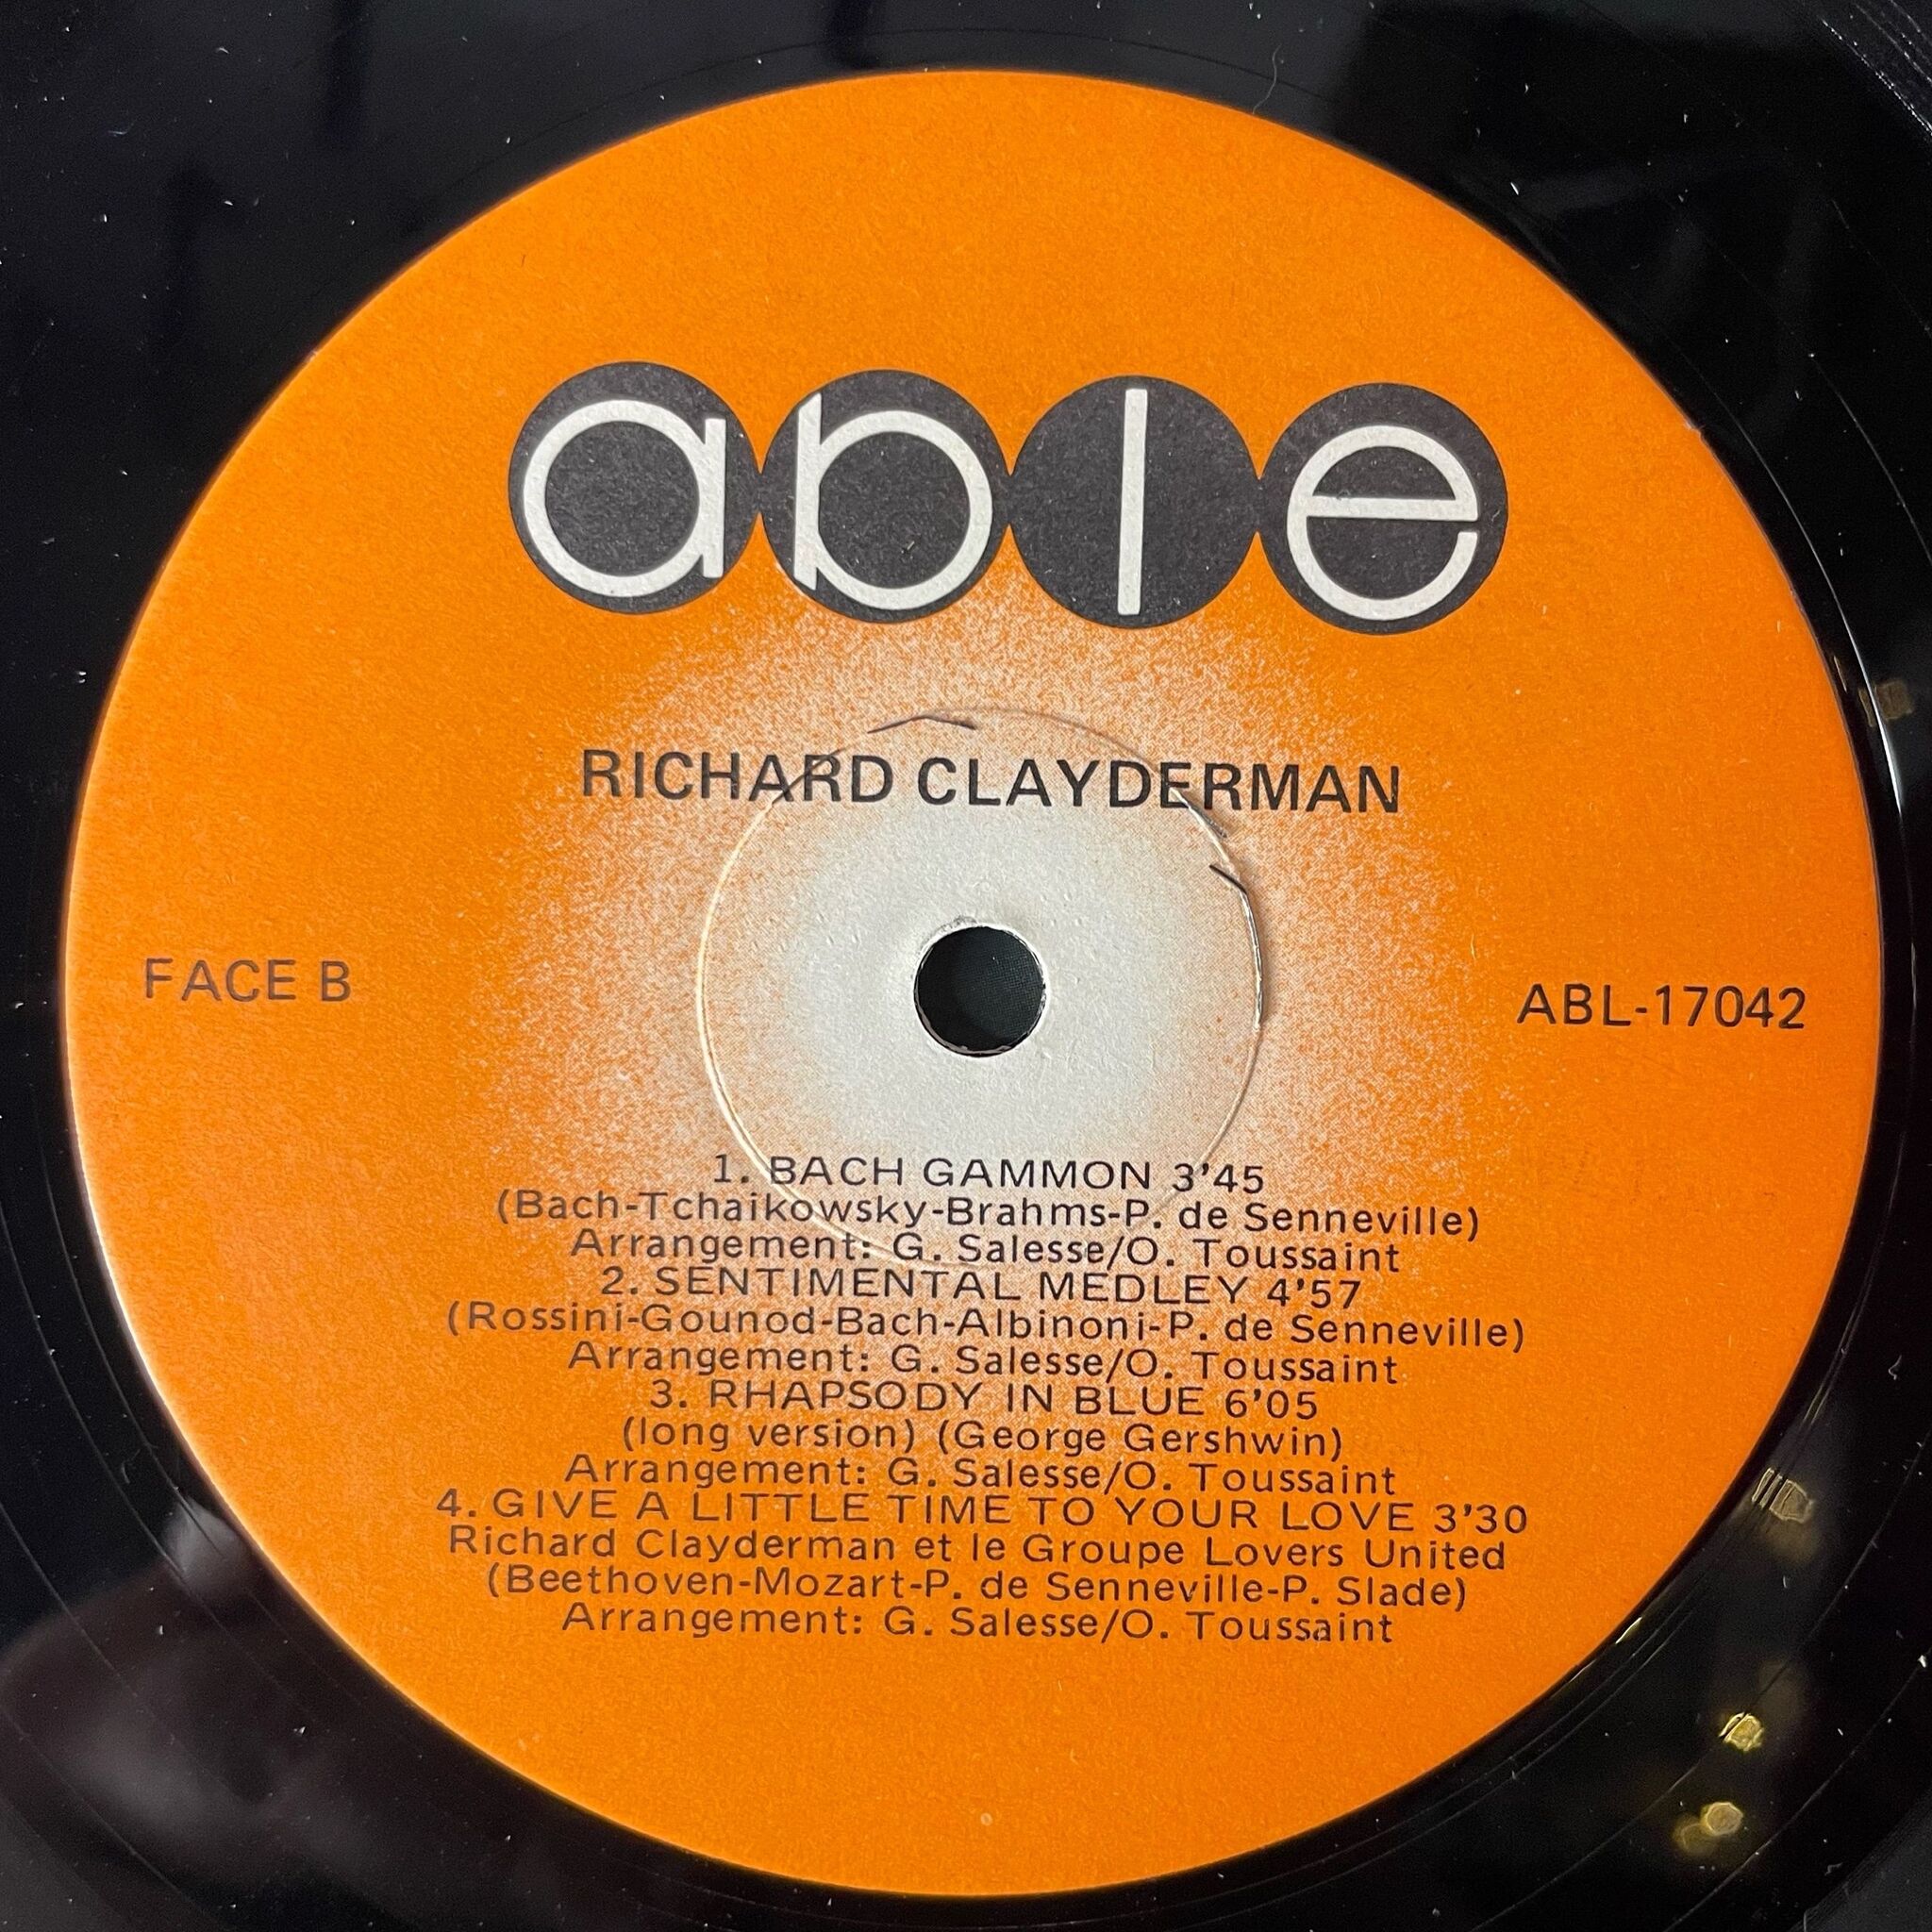 able
RICHARD CLAYDERMAN
FACE B
ABL-17042
1. BACH GAMMON 3'45
(Bach-Tchaikowsky-Brahms-P. de Senneville)
Arrangement: G. Salesse/O. Toussaint
2. SENTIMENTAL MEDLEY 4'57
(Rossini-Gounod-Bach-Albinoni-P. de Senneville)
Arrangement: G. Salesse/O. Toussaint
3. RHAPSODY IN BLUE 6'05
(long version) (George Gershwin)
Arrangement: G. Salesse/O. Toussaint
4. GIVE A LITTLE TIME TO YOUR LOVE 3'30
Richard Clayderman et le Groupe Lovers United
(Beethoven-Mozart-P. de Senneville-P. Slade)
Arrangement: G. Salesse/O. Toussaint